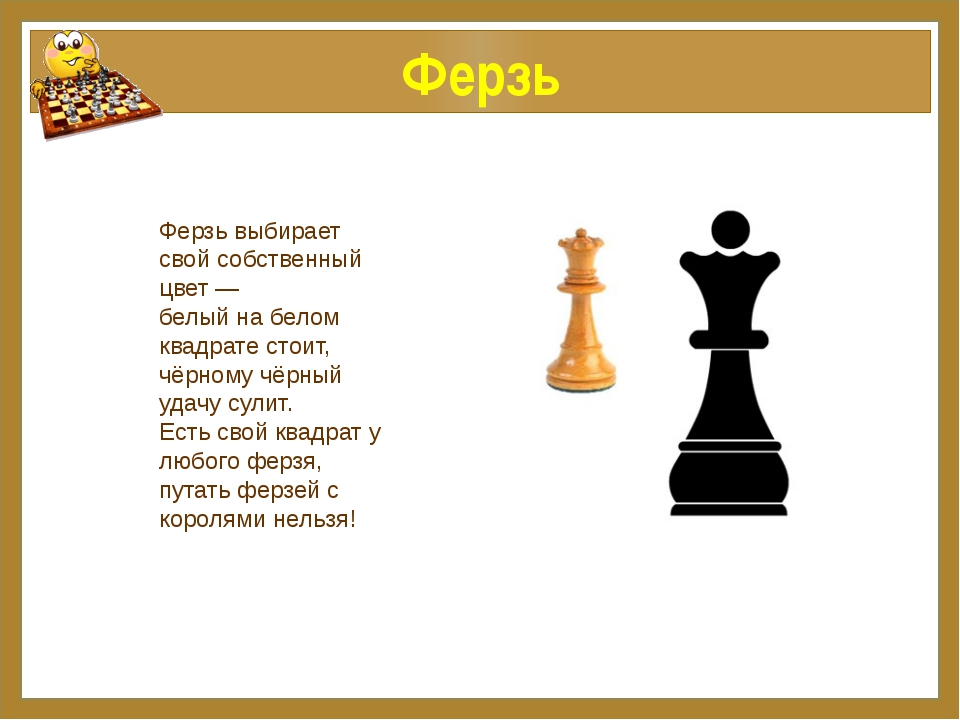 Ферзь
Ферзь выбирает
свой собственный
цвет —
белый на белом
квадрате стоит,
чёрному чёрный
удачу сулит.
Есть свой квадрат у
любого ферзя,
путать ферзей с
королями нельзя!